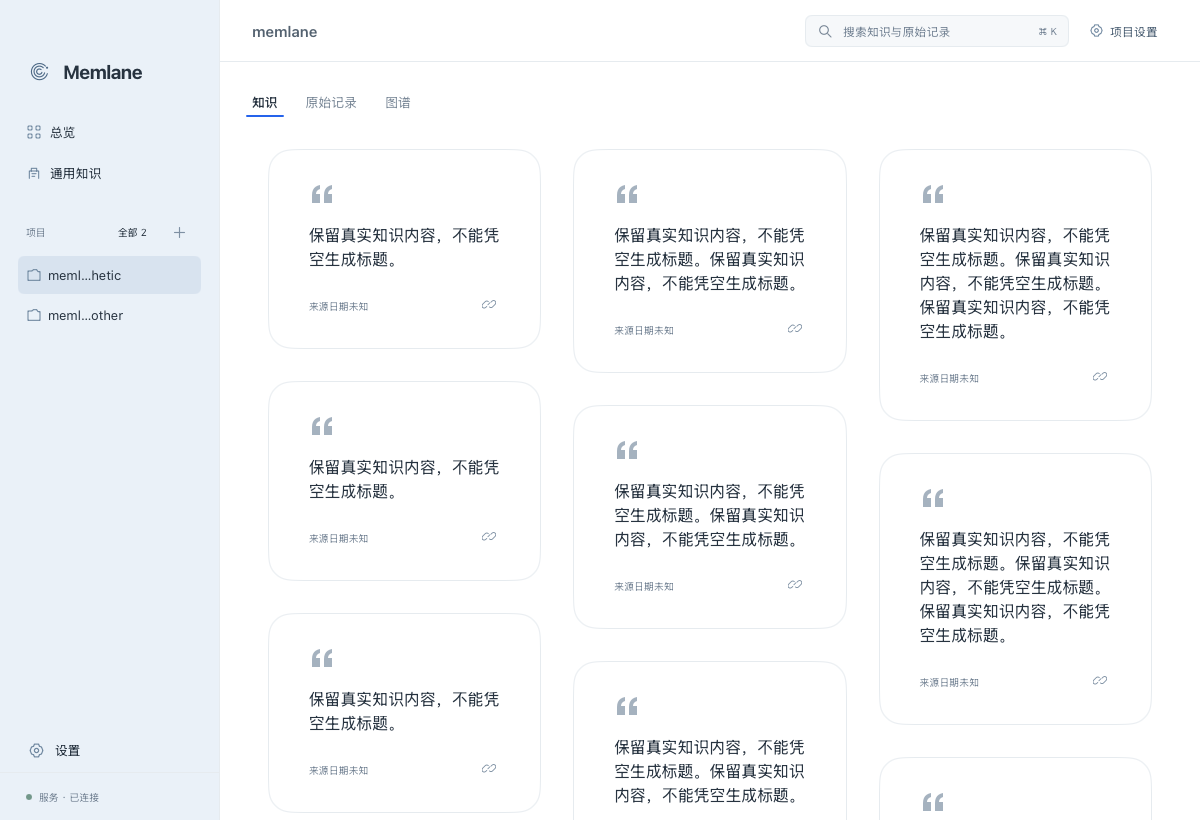 Memlane
总览
通用知识
项目
全部 2
meml...hetic
meml...other
设置
服务 · 已连接
memlane
搜索知识与原始记录
⌘ K
项目设置
知识
原始记录
图谱
保留真实知识内容，不能凭
空生成标题。
来源日期未知
保留真实知识内容，不能凭
空生成标题。
来源日期未知
保留真实知识内容，不能凭
空生成标题。
来源日期未知
保留真实知识内容，不能凭
空生成标题。保留真实知识
内容，不能凭空生成标题。
来源日期未知
保留真实知识内容，不能凭
空生成标题。保留真实知识
内容，不能凭空生成标题。
来源日期未知
保留真实知识内容，不能凭
空生成标题。保留真实知识
内容，不能凭空生成标题。
保留真实知识内容，不能凭
空生成标题。保留真实知识
内容，不能凭空生成标题。
保留真实知识内容，不能凭
空生成标题。
来源日期未知
保留真实知识内容，不能凭
空生成标题。保留真实知识
内容，不能凭空生成标题。
保留真实知识内容，不能凭
空生成标题。
来源日期未知